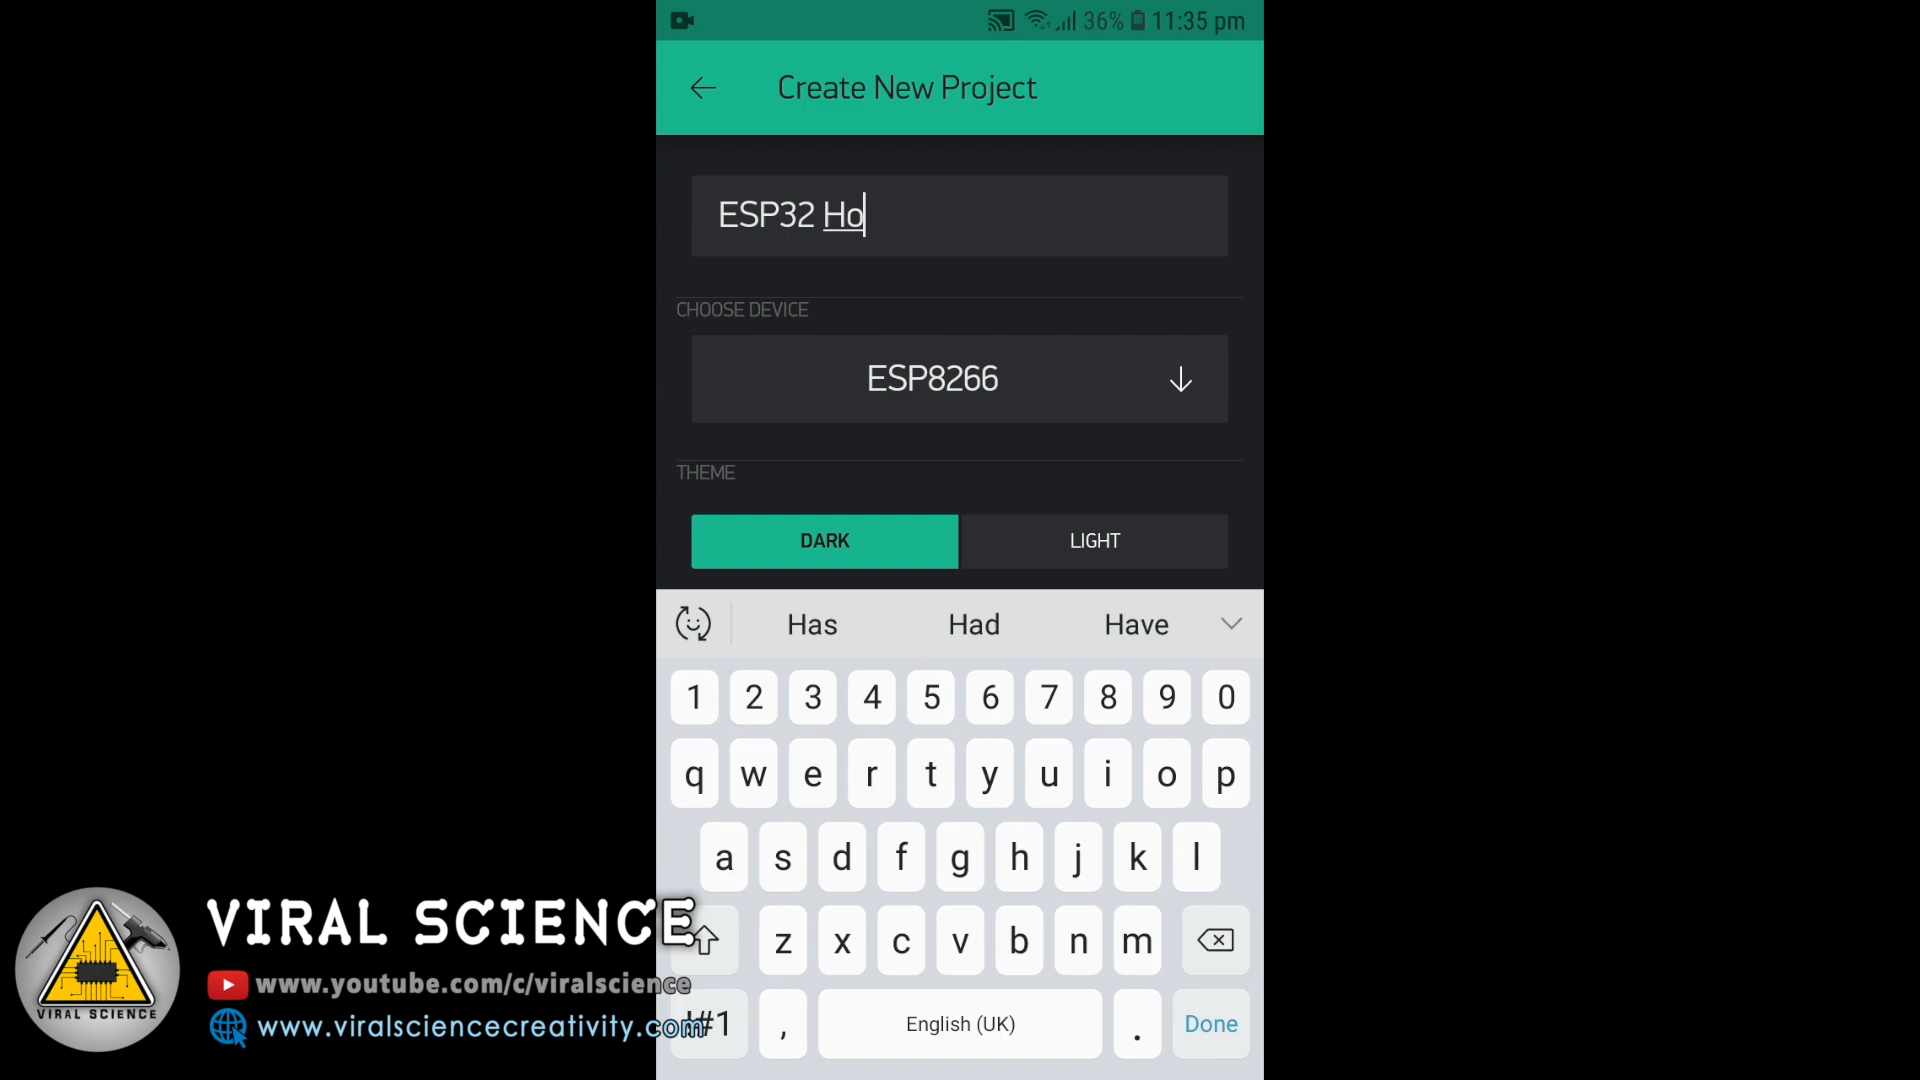 36% 11:35 pm
Create New Project
ESP32 Ho
CHOOSE DEVICE
ESP8266
THEME
DARK LIGHT
Has Had Have
1 2 3 4 5 6 7 8 9 0
q w e r t y u i o p
a s d f g h j k l
z x c v b n m
!#1 , English (UK) . Done
VIRAL SCIENCE
www.youtube.com/c/viralscience
www.viralsciencecreativity.com
VIRAL SCIENCE